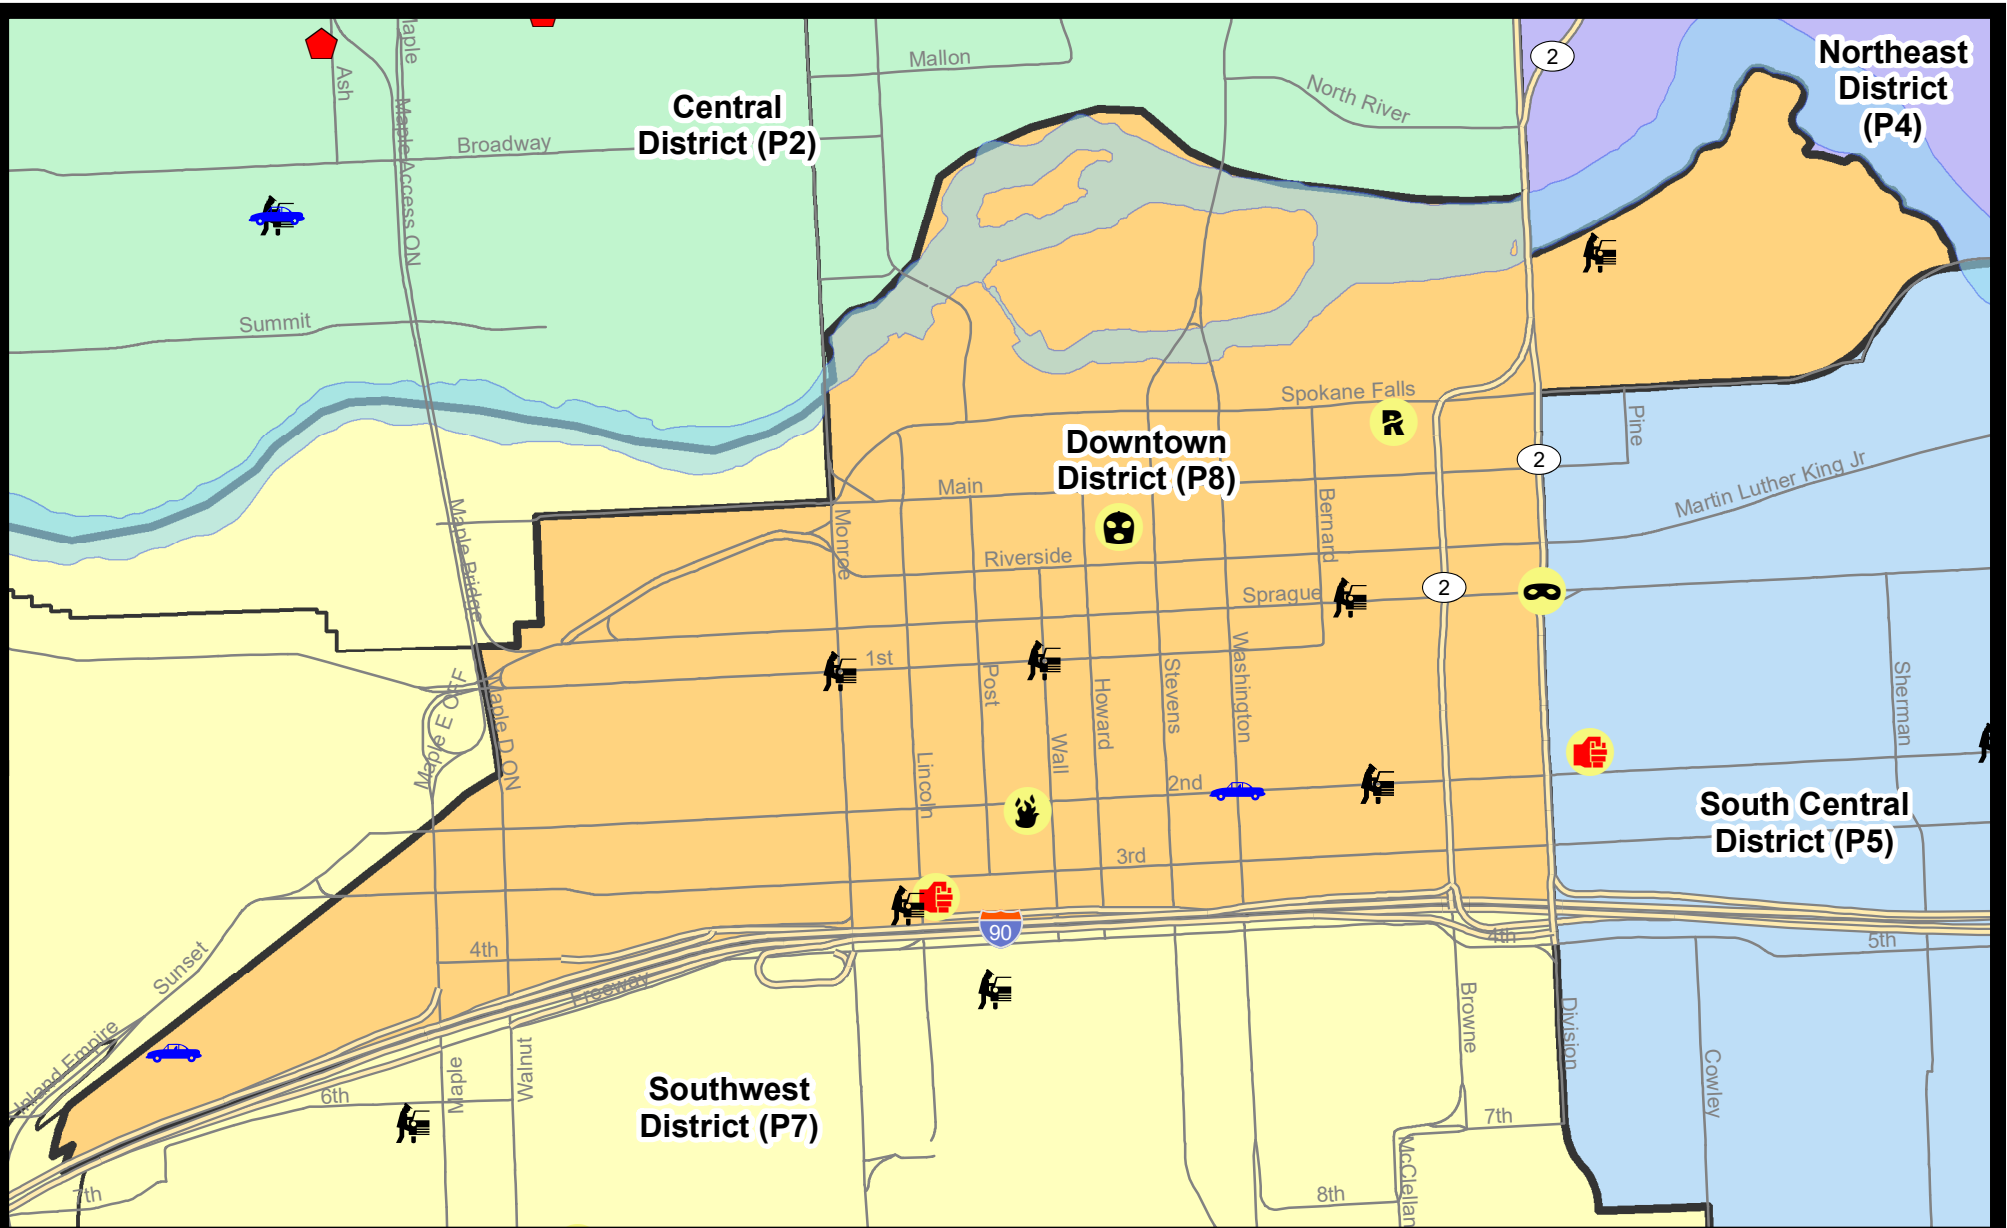 Maple
2
Northeast
District
(P4)
Mallon
Ash
North River
Central
District (P2)
Maple Access ON
Broadway
Summit
Spokane Falls
R
Pine
Downtown
District (P8)
2
Martin Luther King Jr
Main
Bernard
Maple Bridge
Monroe
Riverside
Sprague
2
1st
Washington
Stevens
Post
Howard
Sherman
Maple E OFF
Maple D ON
Wall
Lincoln
2nd
South Central
District (P5)
3rd
90
4th
4th
5th
Sunset
Freeway
Browne
Division
Inland Empire
Walnut
Maple
Cowley
6th
Southwest
District (P7)
7th
McClellan
7th
8th